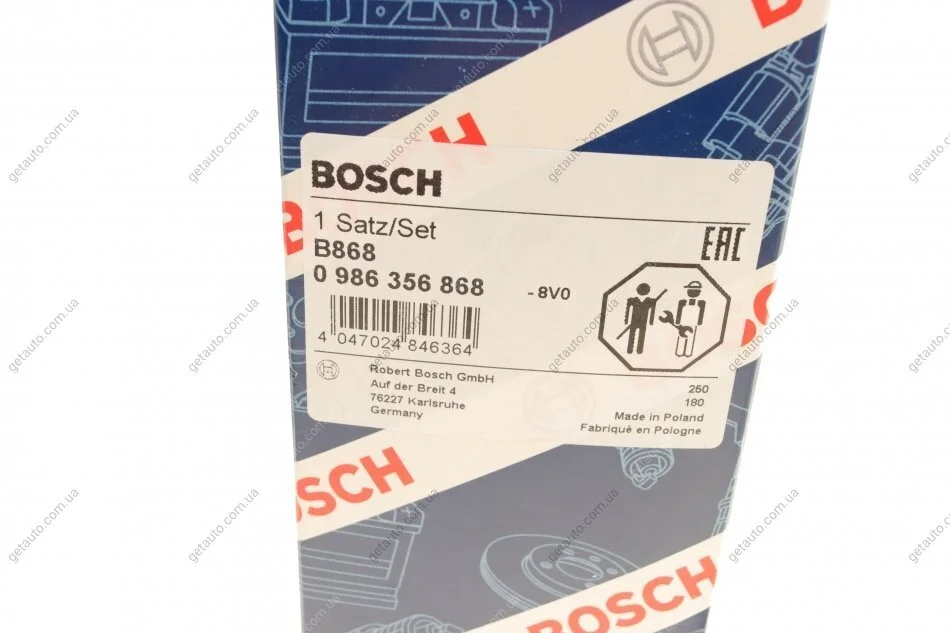 BOSCH
1 Satz/Set
B868
0 986 356 868
- 8V0
EAC
4 047024 846364
Robert Bosch GmbH
Auf der Breit 4
76227 Karlsruhe
Germany
250
180
Made in Poland
Fabriqué en Pologne
BOSCH
BOSCH
getauto.com.ua